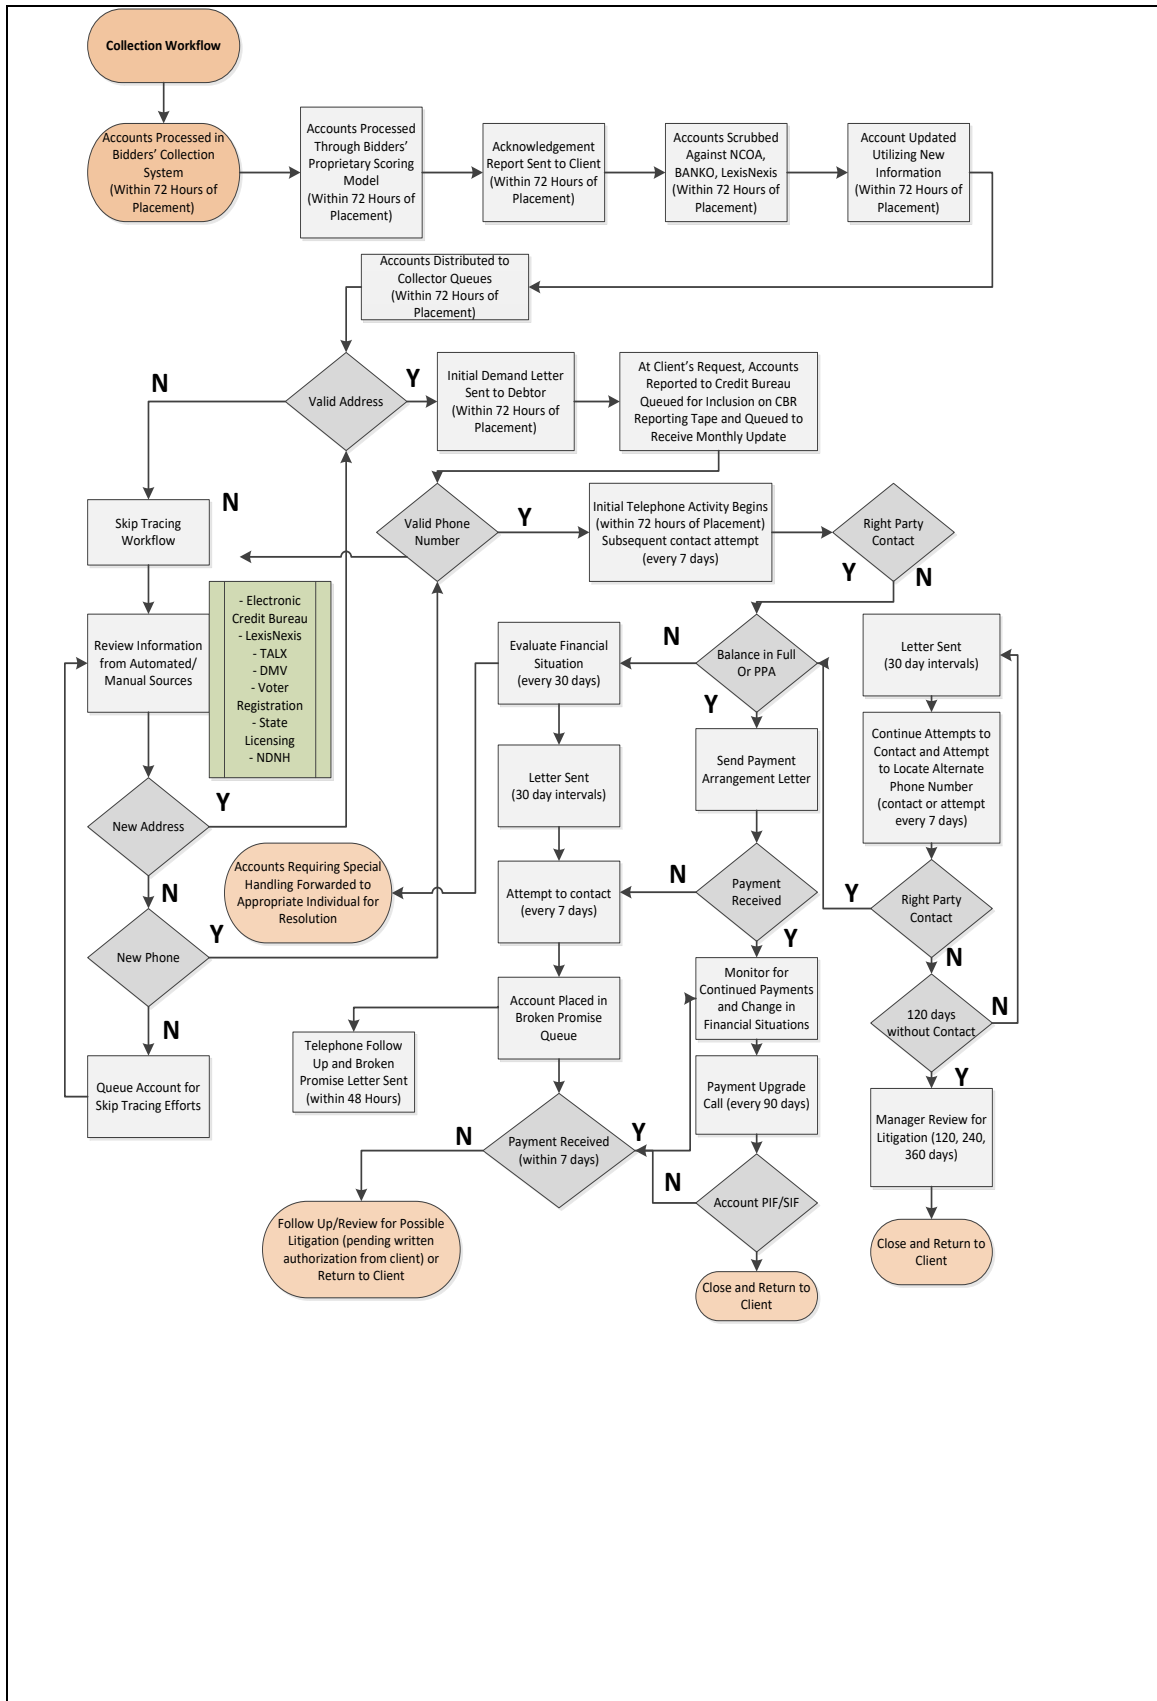 Collection Workflow
Accounts Processed in
Bidders’ Collection
System
(Within 72 Hours of
Placement)
Accounts Processed
Through Bidders’
Proprietary Scoring
Model
(Within 72 Hours of
Placement)
Acknowledgement
Report Sent to Client
(Within 72 Hours of
Placement)
Accounts Scrubbed
Against NCOA,
BANKO, LexisNexis
(Within 72 Hours of
Placement)
Account Updated
Utilizing New
Information
(Within 72 Hours of
Placement)
Accounts Distributed to
Collector Queues
(Within 72 Hours of
Placement)
N
Valid Address
Y
Initial Demand Letter
Sent to Debtor
(Within 72 Hours of
Placement)
At Client’s Request, Accounts
Reported to Credit Bureau
Queued for Inclusion on CBR
Reporting Tape and Queued to
Receive Monthly Update
Skip Tracing
Workflow
N
Valid Phone
Number
Y
Initial Telephone Activity Begins
(within 72 hours of Placement)
Subsequent contact attempt
(every 7 days)
Right Party
Contact
Y
N
Review Information
from Automated/
Manual Sources
- Electronic
Credit Bureau
- LexisNexis
- TALX
- DMV
- Voter
Registration
- State
Licensing
- NDNH
Evaluate Financial
Situation
(every 30 days)
N
Balance in Full
Or PPA
Y
Letter Sent
(30 day intervals)
Letter Sent
(30 day intervals)
Send Payment
Arrangement Letter
Continue Attempts to
Contact and Attempt
to Locate Alternate
Phone Number
(contact or attempt
every 7 days)
New Address
Y
N
Accounts Requiring Special
Handling Forwarded to
Appropriate Individual for
Resolution
Attempt to contact
(every 7 days)
N
Payment
Received
Y
Y
Right Party
Contact
N
New Phone
Y
N
Account Placed in
Broken Promise
Queue
Monitor for
Continued Payments
and Change in
Financial Situations
120 days
without Contact
N
Y
Queue Account for
Skip Tracing Efforts
Telephone Follow
Up and Broken
Promise Letter Sent
(within 48 Hours)
Payment Upgrade
Call (every 90 days)
Manager Review for
Litigation (120, 240,
360 days)
N
Payment Received
(within 7 days)
Y
N
Account PIF/SIF
Follow Up/Review for Possible
Litigation (pending written
authorization from client) or
Return to Client
Close and Return to
Client
Close and Return to
Client